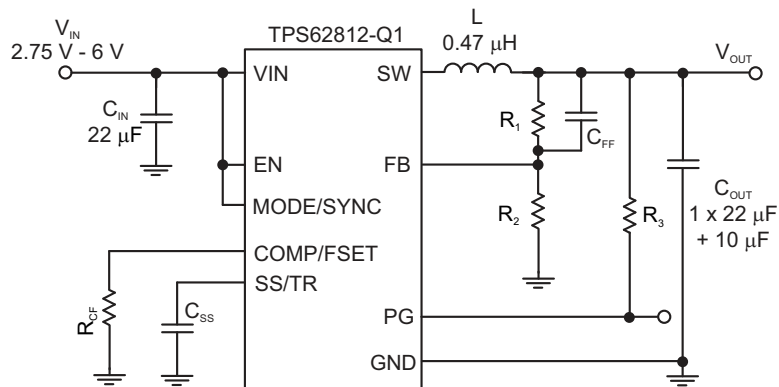 TPS62812-Q1
V_IN
2.75 V - 6 V
VIN
SW
L
0.47 μH
V_OUT
C_IN
22 μF
R_1
C_FF
EN
FB
MODE/SYNC
R_2
R_3
C_OUT
1 x 22 μF
+ 10 μF
COMP/FSET
SS/TR
R_CF
C_SS
PG
GND